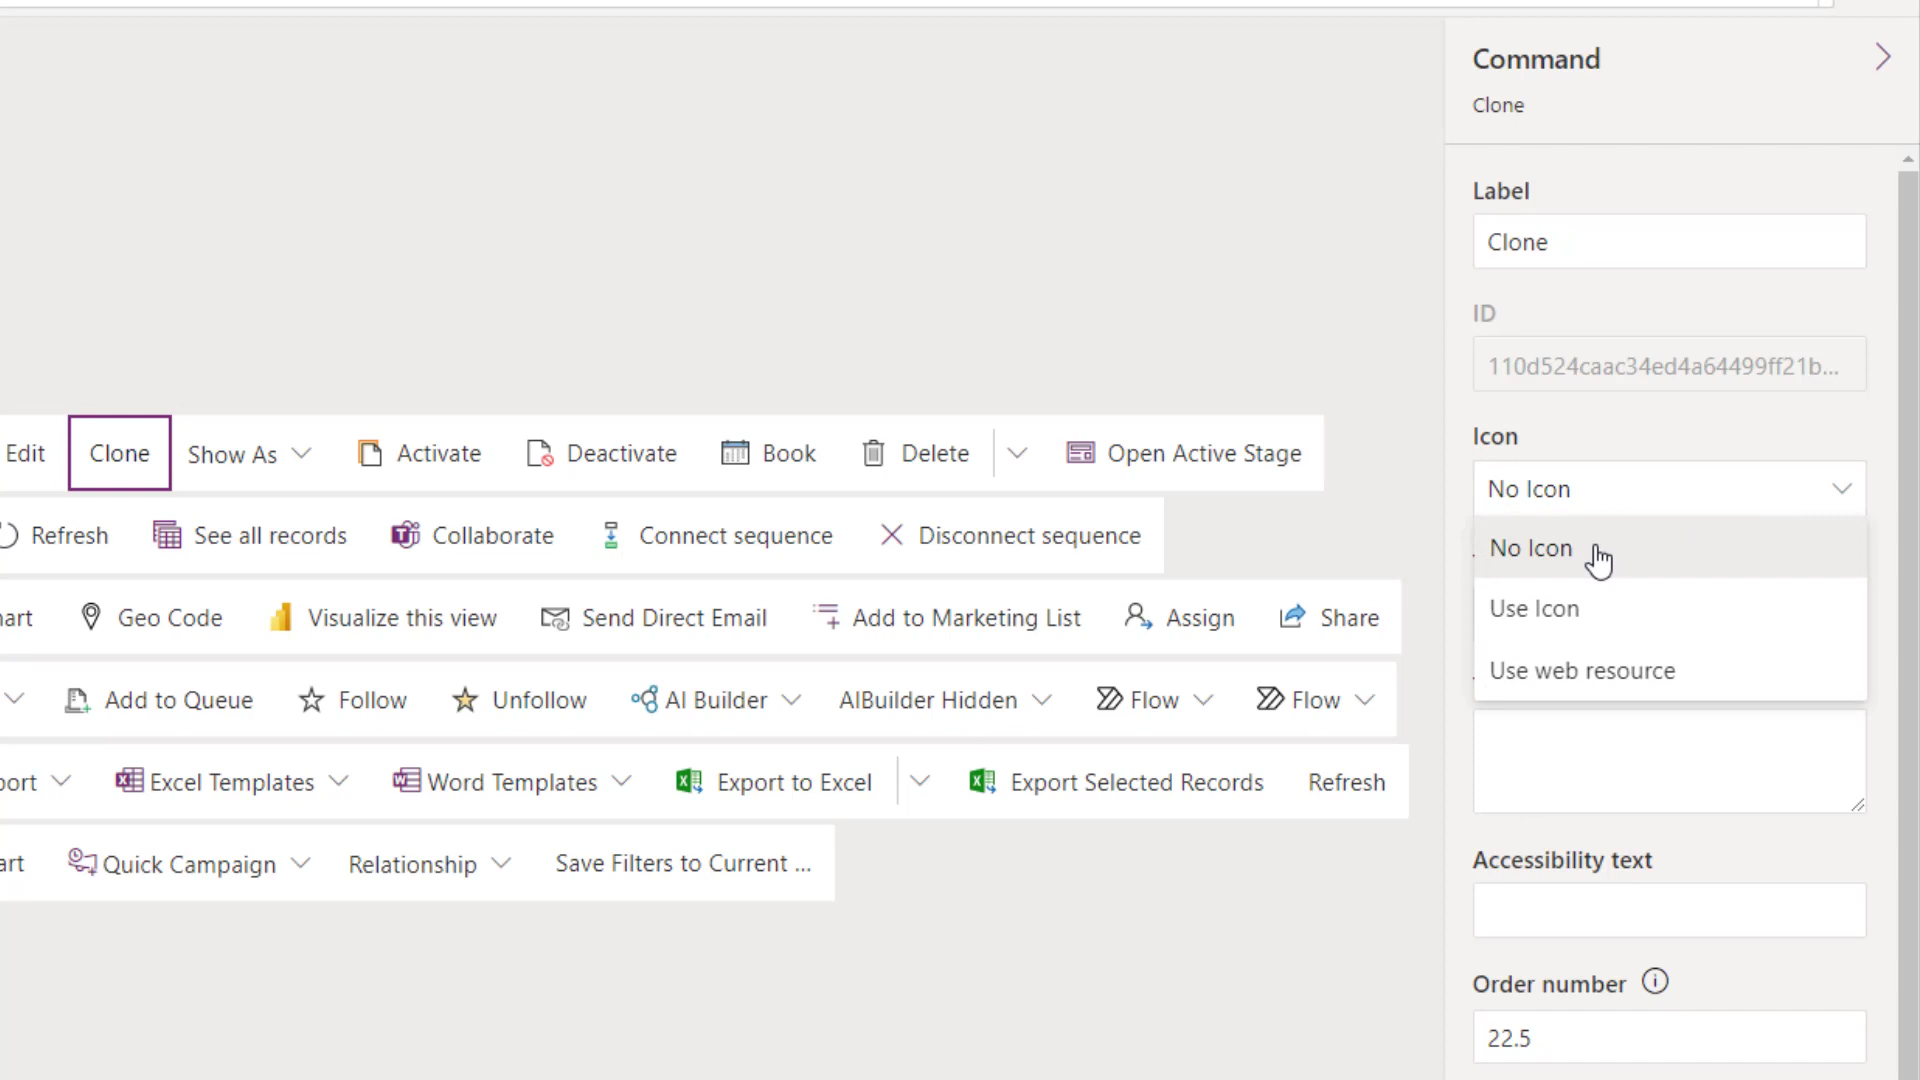 Command
Clone
Label
Clone
ID
110d524caac34ed4a64499ff21b...
Icon
No Icon
No Icon
Use Icon
Use web resource
Accessibility text
Order number
22.5
Edit Clone Show As Activate Deactivate Book Delete Open Active Stage
Refresh See all records Collaborate Connect sequence Disconnect sequence
Geo Code Visualize this view Send Direct Email Add to Marketing List Assign Share
Add to Queue Follow Unfollow AI Builder AIBuilder Hidden Flow Flow
Excel Templates Word Templates Export to Excel Export Selected Records Refresh
Quick Campaign Relationship Save Filters to Current ...